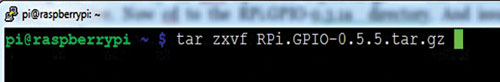 pi@raspberrypi: ~
pi@raspberrypi ~ $ tar zxvf RPi.GPIO-0.5.5.tar.gz